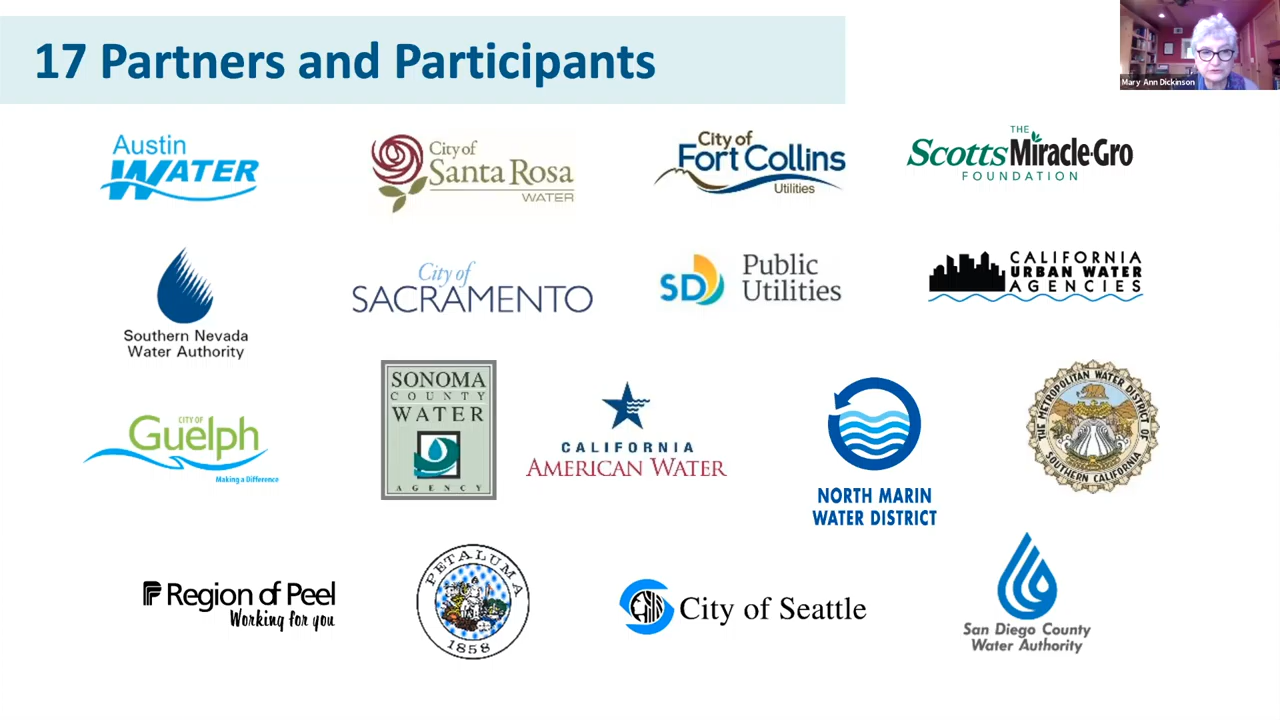 17 Partners and Participants
Mary Ann Dickinson
Austin
WATER
City of
Santa Rosa
WATER
City of
Fort Collins
Utilities
THE
Scotts Miracle-Gro
FOUNDATION
Southern Nevada
Water Authority
City of
SACRAMENTO
SD Public
Utilities
CALIFORNIA
URBAN WATER
AGENCIES
CITY OF
Guelph
Making a Difference
SONOMA
COUNTY
WATER
AGENCY
CALIFORNIA
AMERICAN WATER
NORTH MARIN
WATER DISTRICT
THE METROPOLITAN WATER DISTRICT OF
SOUTHERN CALIFORNIA
Region of Peel
Working for you
PETALUMA
1858
City of Seattle
San Diego County
Water Authority